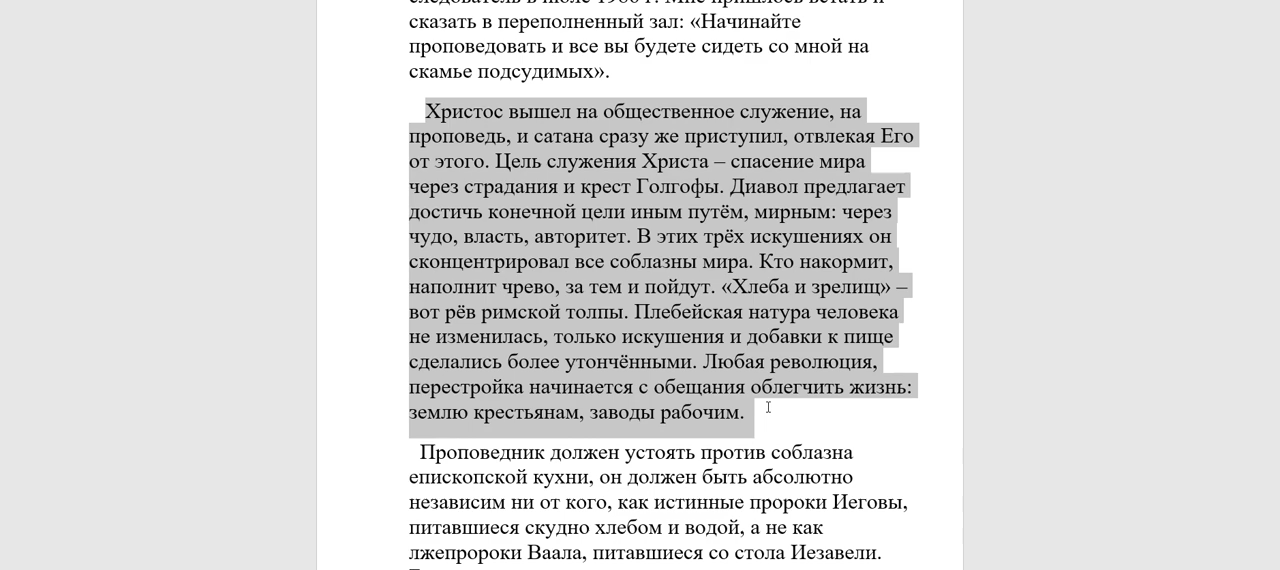 сказать в переполненный зал: «Начинайте
проповедовать и все вы будете сидеть со мной на
скамье подсудимых».
Христос вышел на общественное служение, на
проповедь, и сатана сразу же приступил, отвлекая Его
от этого. Цель служения Христа – спасение мира
через страдания и крест Голгофы. Диавол предлагает
достичь конечной цели иным путём, мирным: через
чудо, власть, авторитет. В этих трёх искушениях он
сконцентрировал все соблазны мира. Кто накормит,
наполнит чрево, за тем и пойдут. «Хлеба и зрелищ» –
вот рёв римской толпы. Плебейская натура человека
не изменилась, только искушения и добавки к пище
сделались более утончёнными. Любая революция,
перестройка начинается с обещания облегчить жизнь:
землю крестьянам, заводы рабочим.
Проповедник должен устоять против соблазна
епископской кухни, он должен быть абсолютно
независим ни от кого, как истинные пророки Иеговы,
питавшиеся скудно хлебом и водой, а не как
лжепророки Ваала, питавшиеся со стола Иезавели.